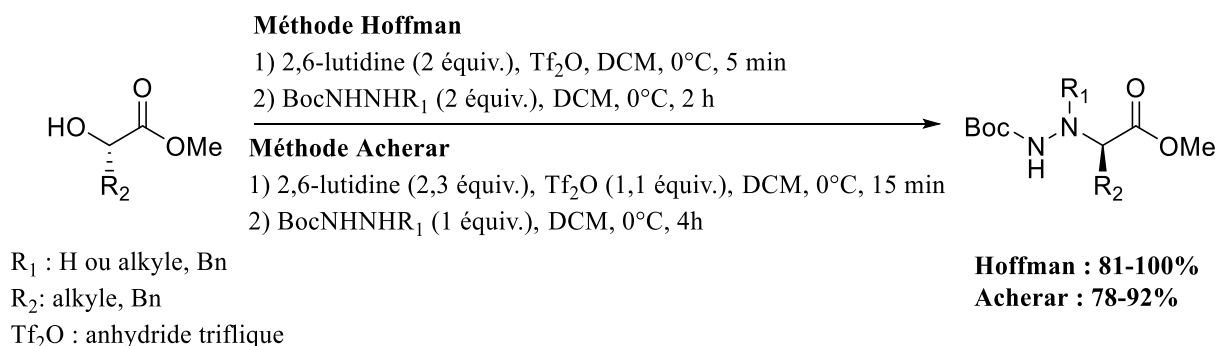 Méthode Hoffman
1) 2,6-lutidine (2 équiv.), Tf₂O, DCM, 0°C, 5 min
2) BocNHNHR₁ (2 équiv.), DCM, 0°C, 2 h
HO
O
OMe
R₂
Méthode Acherar
1) 2,6-lutidine (2,3 équiv.), Tf₂O (1,1 équiv.), DCM, 0°C, 15 min
2) BocNHNHR₁ (1 équiv.), DCM, 0°C, 4h
R₁
O
Boc
N
N
H
OMe
R₂
R₁ : H ou alkyle, Bn
R₂: alkyle, Bn
Tf₂O : anhydride triflique
Hoffman : 81-100%
Acherar : 78-92%